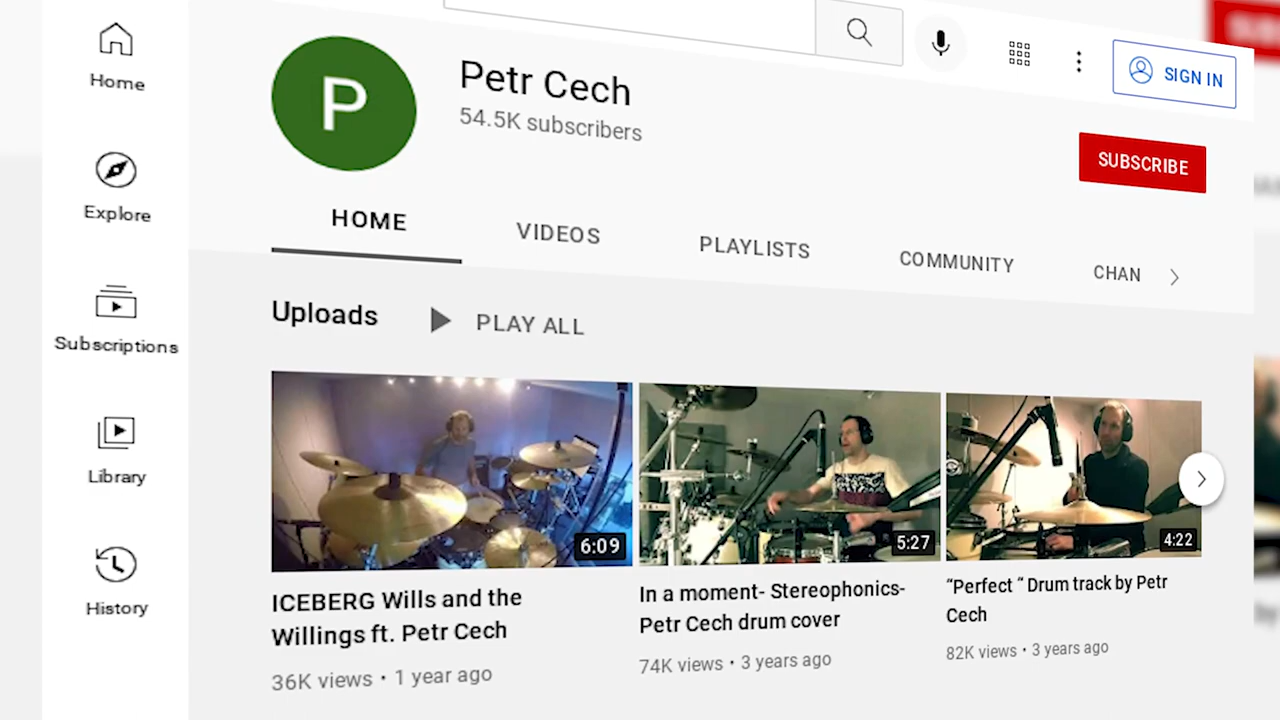 Home
Explore
Subscriptions
Library
History
P
Petr Cech
54.5K subscribers
SIGN IN
SUBSCRIBE
HOME
VIDEOS
PLAYLISTS
COMMUNITY
CHAN
Uploads
PLAY ALL
6:09
ICEBERG Wills and the
Willings ft. Petr Cech
36K views • 1 year ago
5:27
In a moment- Stereophonics-
Petr Cech drum cover
74K views • 3 years ago
4:22
“Perfect “ Drum track by Petr
Cech
82K views • 3 years ago